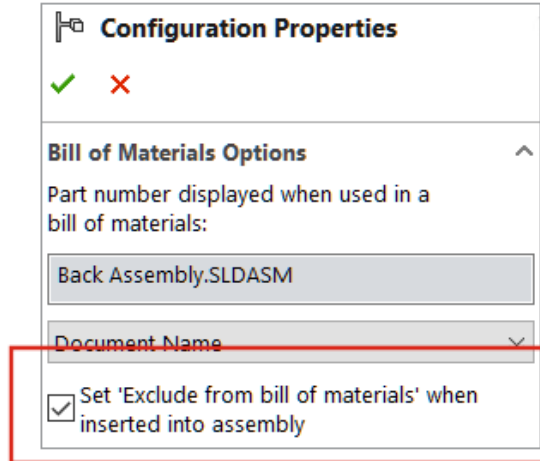 Configuration Properties
Bill of Materials Options
Part number displayed when used in a
bill of materials:
Back Assembly.SLDASM
Document Name
Set 'Exclude from bill of materials' when
inserted into assembly